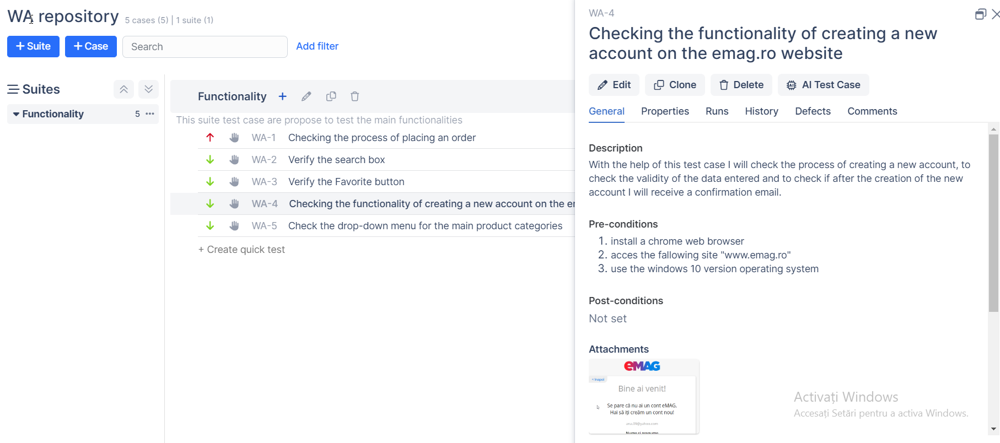 WA repository 5 cases (5) | 1 suite (1)
+ Suite + Case Search Add filter
Suites
Functionality 5
Functionality
This suite test case are propose to test the main functionalities
WA-1 Checking the process of placing an order
WA-2 Verify the search box
WA-3 Verify the Favorite button
WA-4 Checking the functionality of creating a new account on the
WA-5 Check the drop-down menu for the main product categories
+ Create quick test
WA-4
Checking the functionality of creating a new
account on the emag.ro website
Edit Clone Delete AI Test Case
General Properties Runs History Defects Comments
Description
With the help of this test case I will check the process of creating a new account, to
check the validity of the data entered and to check if after the creation of the new
account I will receive a confirmation email.
Pre-conditions
1. install a chrome web browser
2. acces the fallowing site "www.emag.ro"
3. use the windows 10 version operating system
Post-conditions
Not set
Attachments
eMAG
< Inapoi
Bine ai venit!
Se pare că nu ai un cont eMAG.
Hai să îți creăm un cont nou!
Nume si prenume
Activați Windows
Accesați Setări pentru a activa Windows.